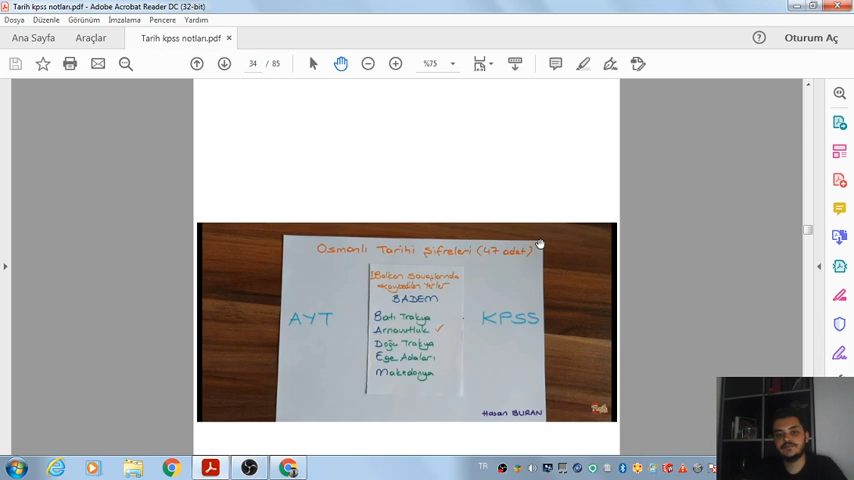 Tarih kpss notları.pdf - Adobe Acrobat Reader DC (32-bit)
Dosya Düzenle Görünüm İmzalama Pencere Yardım
Ana Sayfa Araçlar Tarih kpss notları.pdf Oturum Aç
34 / 85 %75
Osmanlı Tarihi Şifreleri (47 adet)
1.Balkan Savaşlarında
Kaybedilen Yerler
BADEM
Batı Trakya
Arnavutluk
Doğu Trakya
Ege Adaları
Makedonya
AYT
KPSS
Hasan BURAN
TR